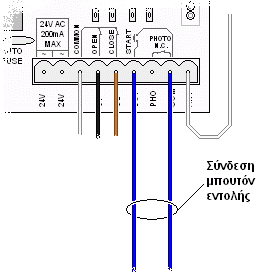 24V AC
200mA
MAX
COMMON
OPEN
CLOSE
START
PHOTO
N.C.
AUTO
FUSE
24V
24V
PHO
Σύνδεση
μπουτόν
εντολής